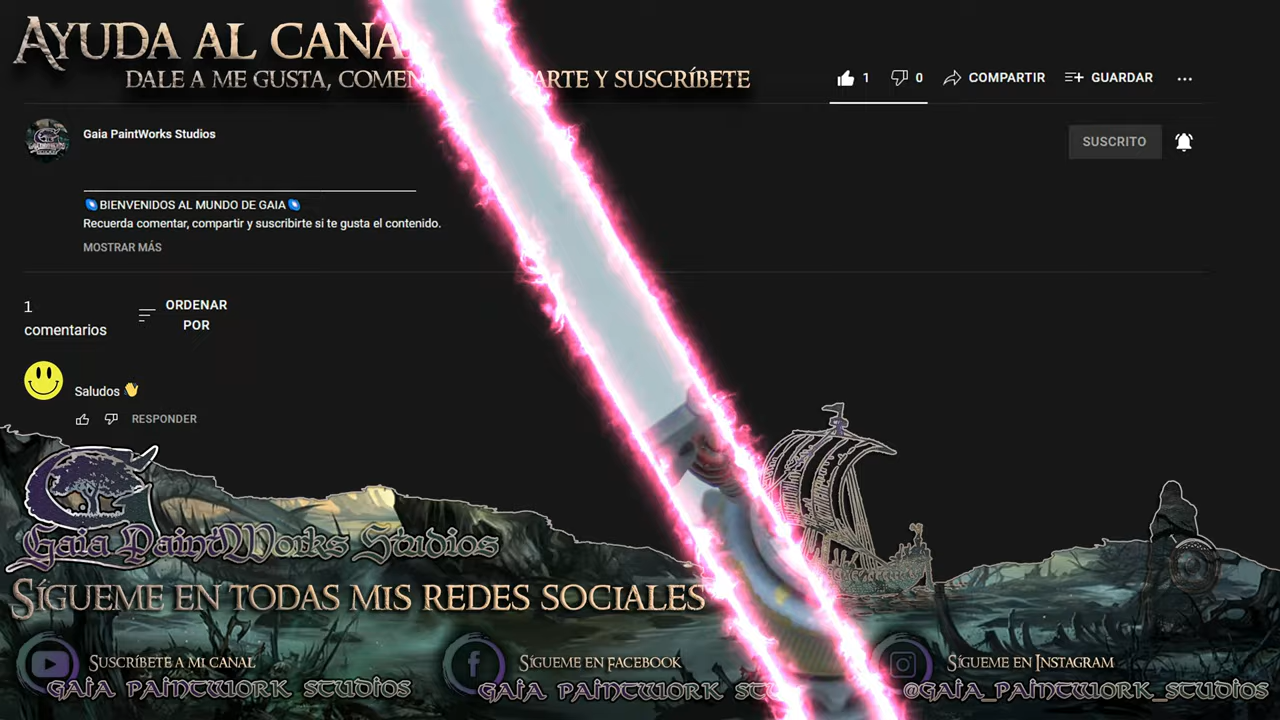 AYUDA AL CANA
DALE A ME GUSTA, COMEN PARTE Y SUSCRÍBETE
1 0 COMPARTIR GUARDAR ...
Gaia PaintWorks Studios
SUSCRITO
BIENVENIDOS AL MUNDO DE GAIA
Recuerda comentar, compartir y suscribirte si te gusta el contenido.
MOSTRAR MÁS
1
comentarios
ORDENAR
POR
Saludos 👋
RESPONDER
Gaia PaintWorks Studios
SÍGUEME EN TODAS MIS REDES SOCIALES
SUSCRÍBETE A MI CANAL
GAIA PAINTWORK STUDIOS
SÍGUEME EN FACEBOOK
GAIA PAINTWORK STU
SÍGUEME EN INSTAGRAM
@GAIA_PAINTWORK_STUDIOS